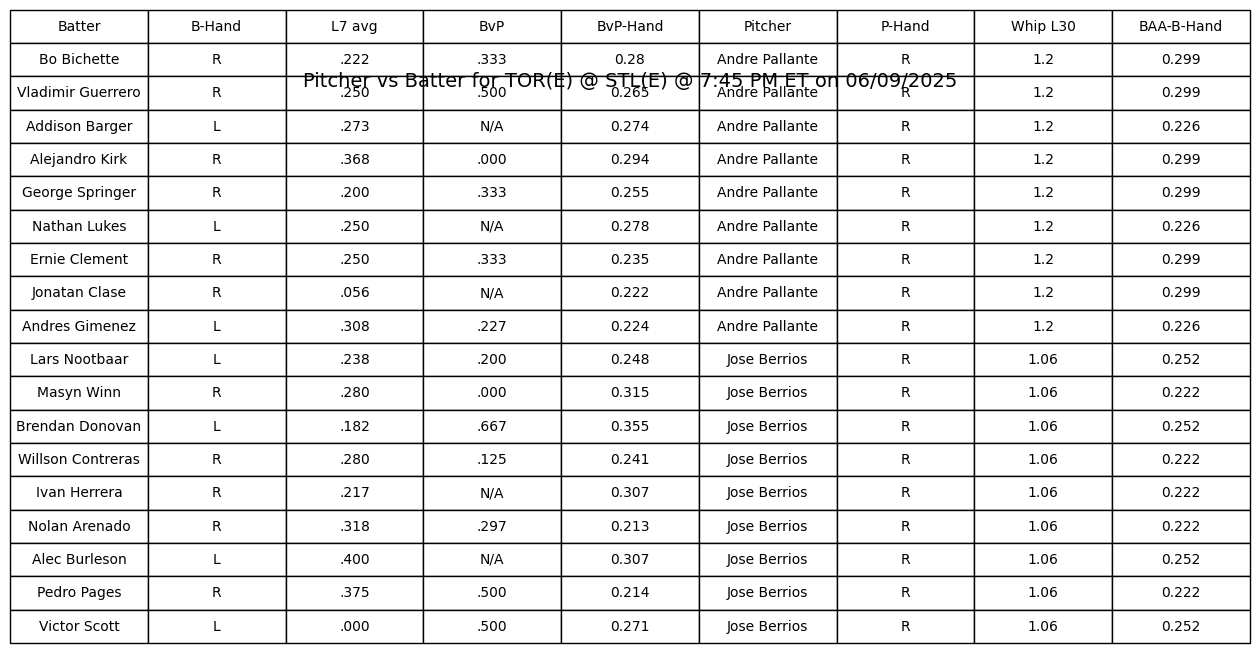 Batter B-Hand L7 avg BvP BvP-Hand Pitcher P-Hand Whip L30 BAA-B-Hand
Bo Bichette R .222 .333 0.28 Andre Pallante R 1.2 0.299
Pitcher vs Batter for TOR(E) @ STL(E) @ 7:45 PM ET on 06/09/2025
Vladimir Guerrero R .250 .500 0.265 Andre Pallante R 1.2 0.299
Addison Barger L .273 N/A 0.274 Andre Pallante R 1.2 0.226
Alejandro Kirk R .368 .000 0.294 Andre Pallante R 1.2 0.299
George Springer R .200 .333 0.255 Andre Pallante R 1.2 0.299
Nathan Lukes L .250 N/A 0.278 Andre Pallante R 1.2 0.226
Ernie Clement R .250 .333 0.235 Andre Pallante R 1.2 0.299
Jonatan Clase R .056 N/A 0.222 Andre Pallante R 1.2 0.299
Andres Gimenez L .308 .227 0.224 Andre Pallante R 1.2 0.226
Lars Nootbaar L .238 .200 0.248 Jose Berrios R 1.06 0.252
Masyn Winn R .280 .000 0.315 Jose Berrios R 1.06 0.222
Brendan Donovan L .182 .667 0.355 Jose Berrios R 1.06 0.252
Willson Contreras R .280 .125 0.241 Jose Berrios R 1.06 0.222
Ivan Herrera R .217 N/A 0.307 Jose Berrios R 1.06 0.222
Nolan Arenado R .318 .297 0.213 Jose Berrios R 1.06 0.222
Alec Burleson L .400 N/A 0.307 Jose Berrios R 1.06 0.252
Pedro Pages R .375 .500 0.214 Jose Berrios R 1.06 0.222
Victor Scott L .000 .500 0.271 Jose Berrios R 1.06 0.252